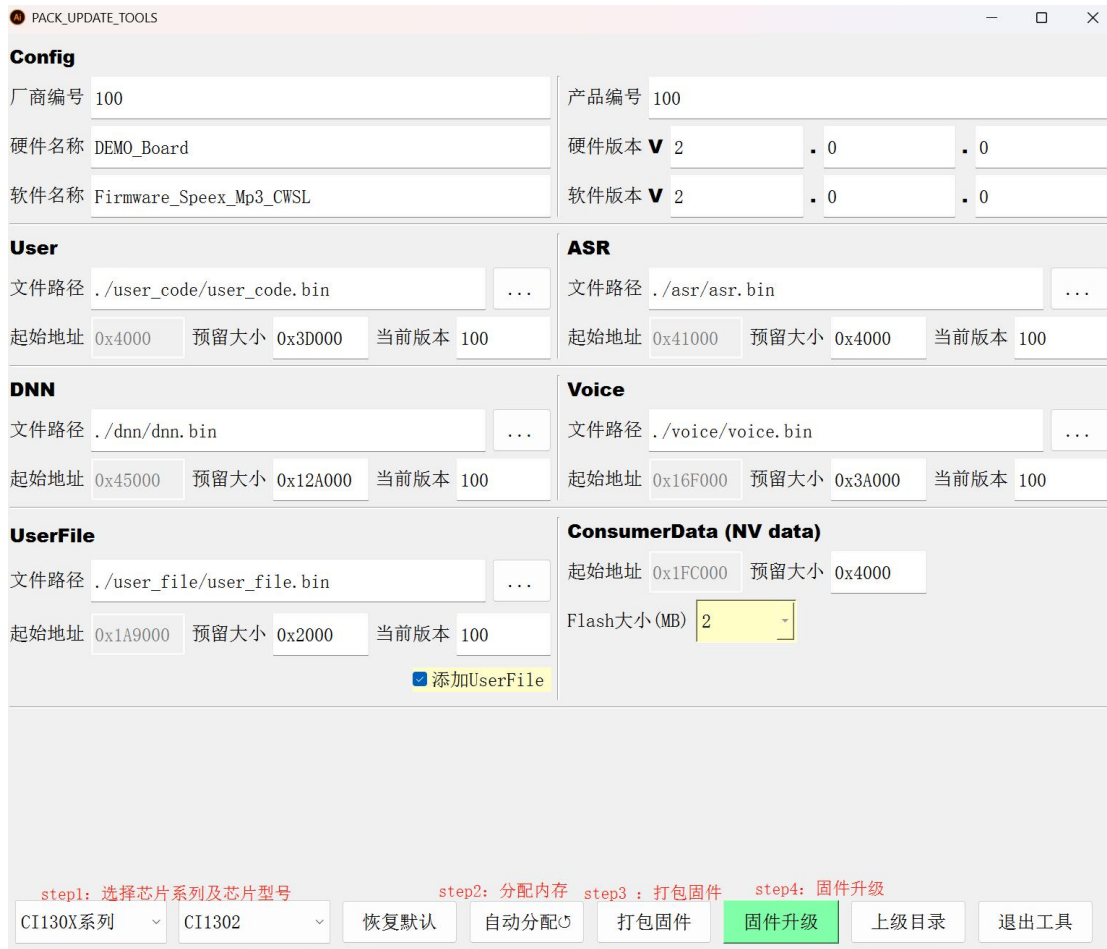 PACK_UPDATE_TOOLS
Config
厂商编号 100
产品编号 100
硬件名称 DEMO_Board
硬件版本 V 2 . 0 . 0
软件名称 Firmware_Speex_Mp3_CWSL
软件版本 V 2 . 0 . 0
User
文件路径 ./user_code/user_code.bin ...
起始地址 0x4000 预留大小 0x3D000 当前版本 100
ASR
文件路径 ./asr/asr.bin ...
起始地址 0x41000 预留大小 0x4000 当前版本 100
DNN
文件路径 ./dnn/dnn.bin ...
起始地址 0x45000 预留大小 0x12A000 当前版本 100
Voice
文件路径 ./voice/voice.bin ...
起始地址 0x16F000 预留大小 0x3A000 当前版本 100
UserFile
文件路径 ./user_file/user_file.bin ...
起始地址 0x1A9000 预留大小 0x2000 当前版本 100
添加UserFile
ConsumerData (NV data)
起始地址 0x1FC000 预留大小 0x4000
Flash大小(MB) 2
step1: 选择芯片系列及芯片型号 step2: 分配内存 step3 : 打包固件 step4: 固件升级
CI130X系列 CI1302 恢复默认 自动分配↺ 打包固件 固件升级 上级目录 退出工具